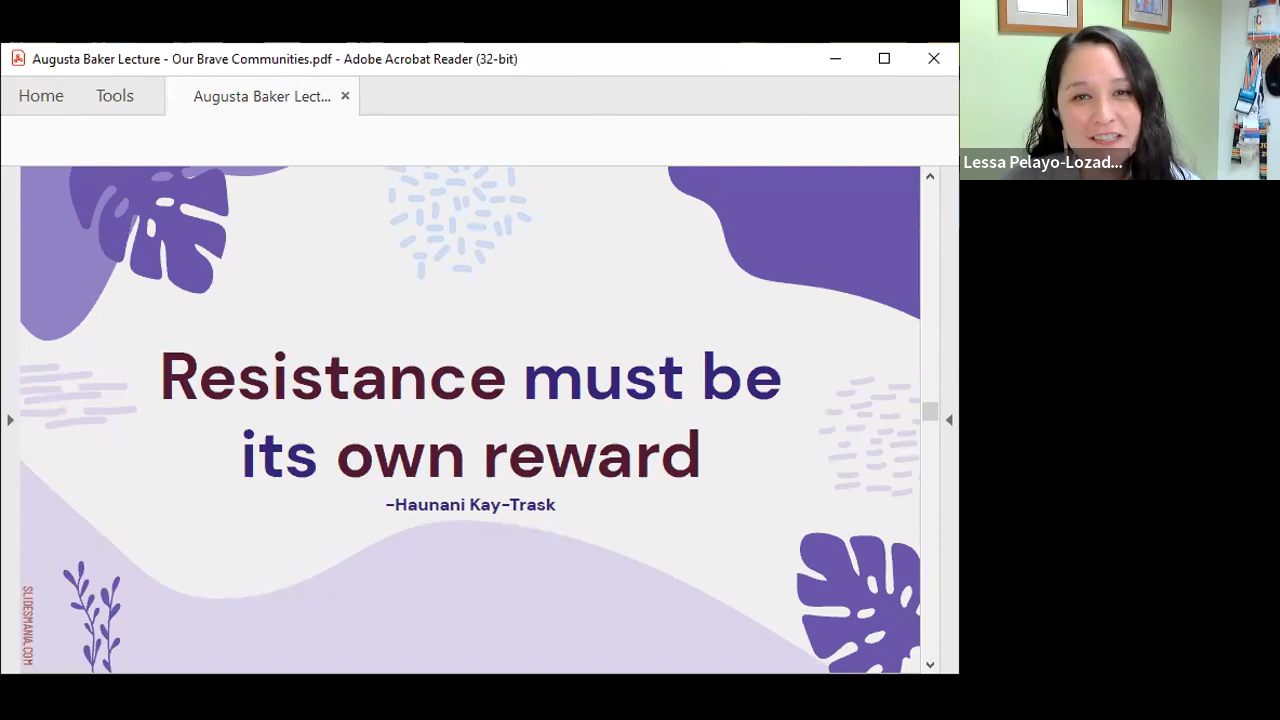 Augusta Baker Lecture - Our Brave Communities.pdf - Adobe Acrobat Reader (32-bit)
Home
Tools
Augusta Baker Lect...
Lessa Pelayo-Lozad...
Resistance must be
its own reward
-Haunani Kay-Trask
SLIDESMANIA.COM